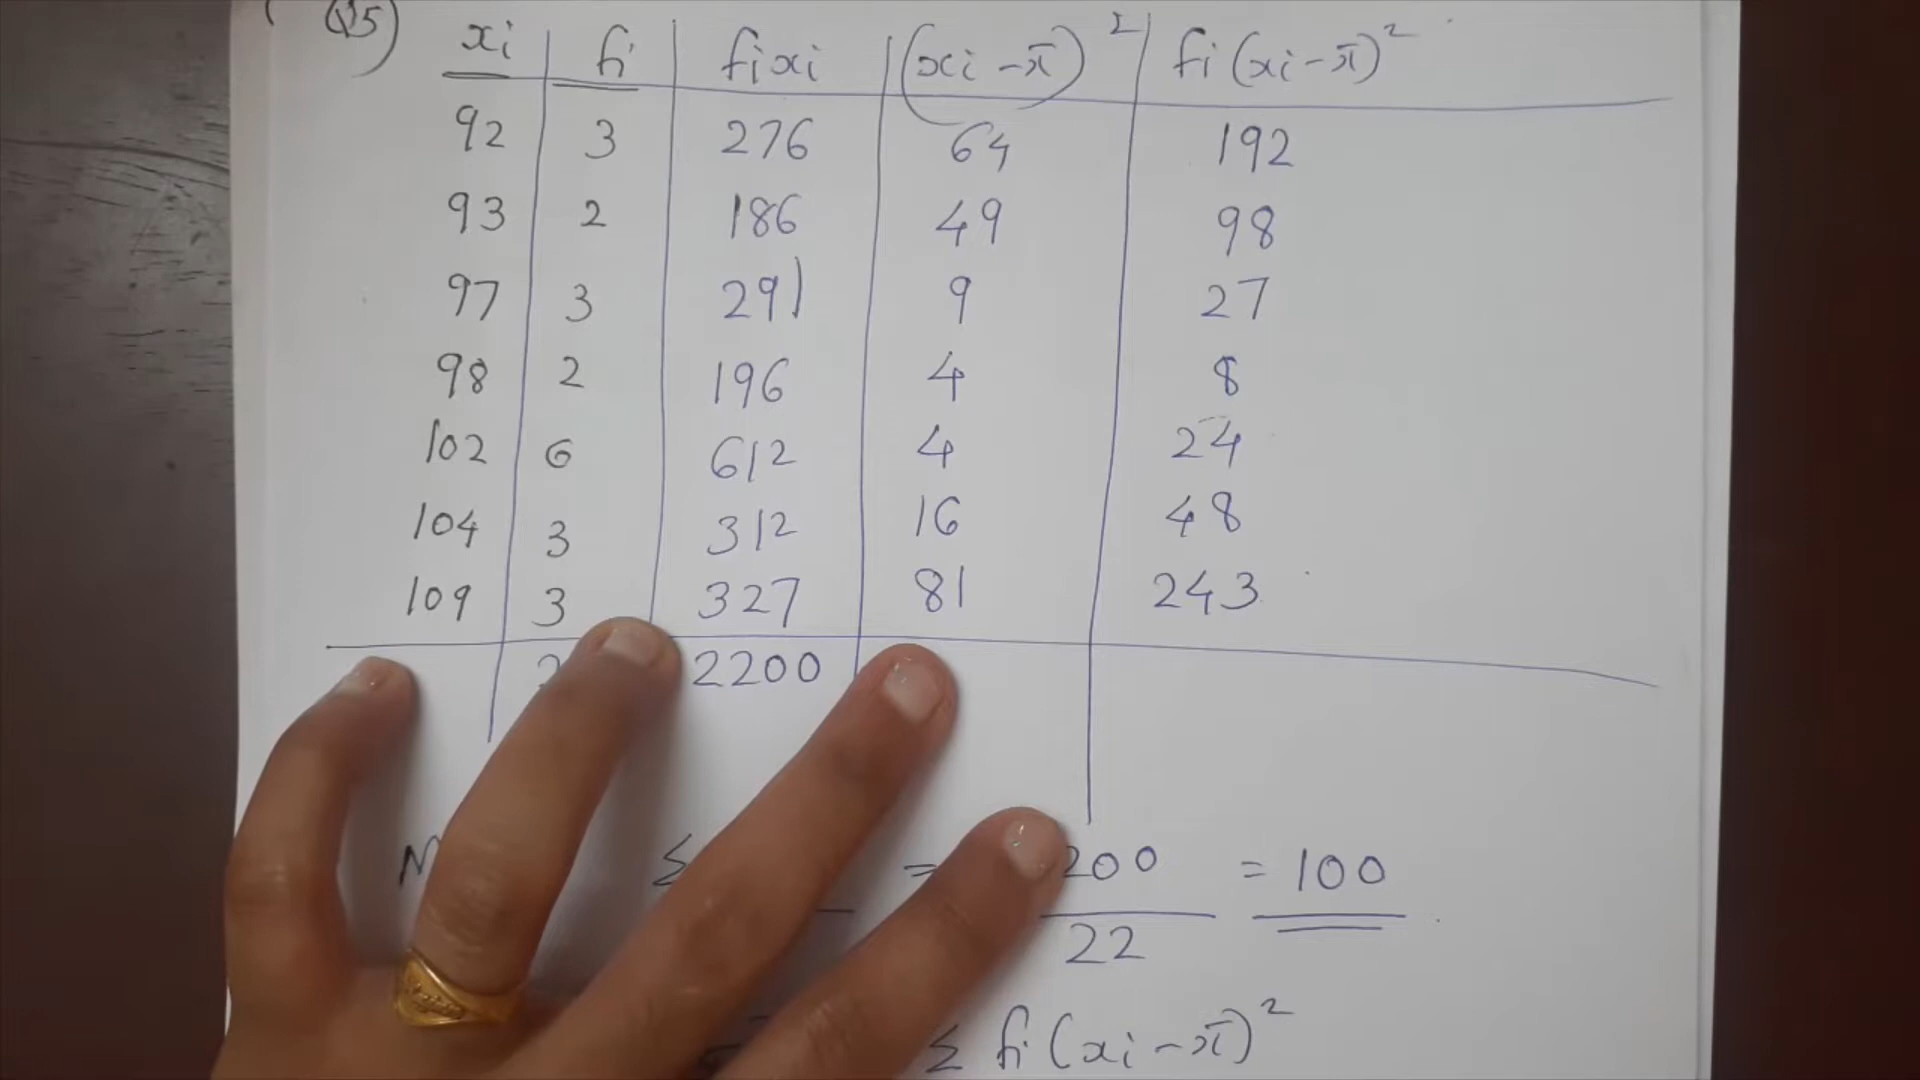 Q5)
xi fi fixi (xi - x̄)² fi (xi - x̄)²
92 3 276 64 192
93 2 186 49 98
97 3 291 9 27
98 2 196 4 8
102 6 612 4 24
104 3 312 16 48
109 3 327 81 243
2200
Σ = 200 = 100
22
Σ fi (xi - x̄)²